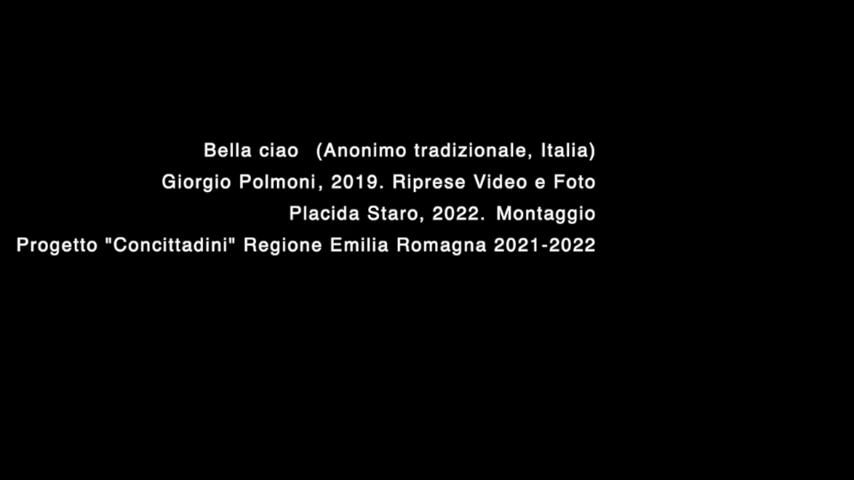 Bella ciao (Anonimo tradizionale, Italia)
Giorgio Polmoni, 2019. Riprese Video e Foto
Placida Staro, 2022. Montaggio
Progetto "Concittadini" Regione Emilia Romagna 2021-2022